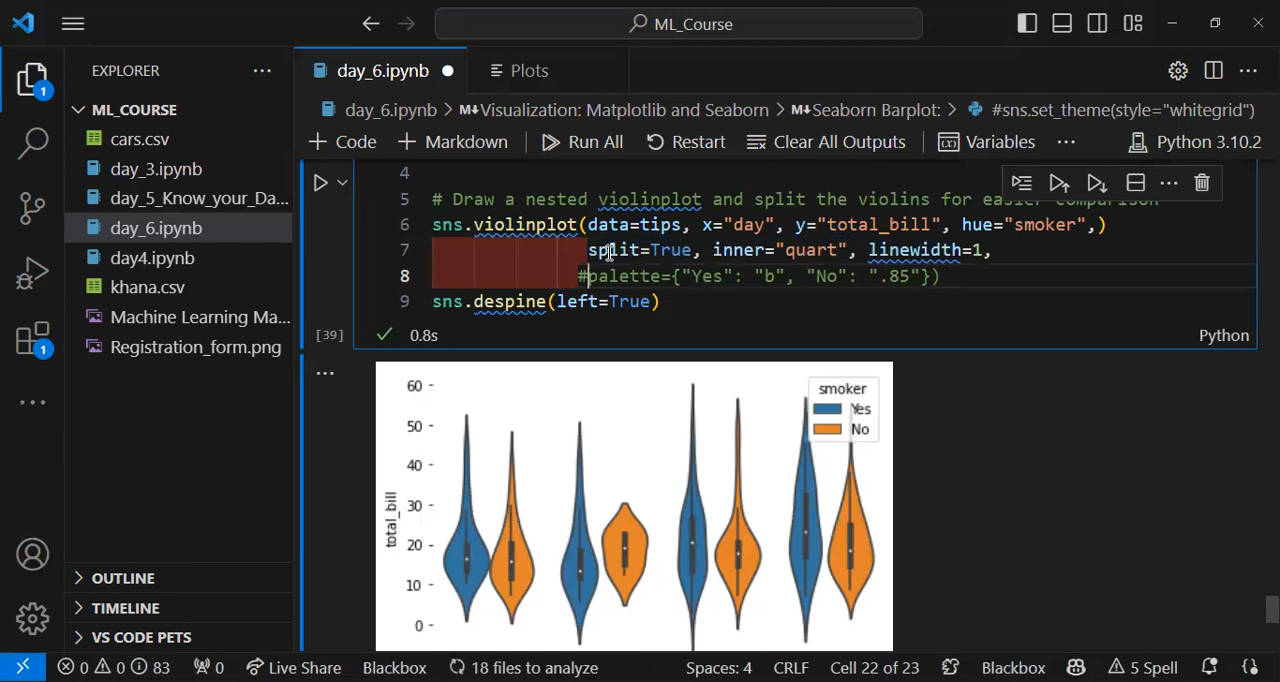 ML_Course
EXPLORER
day_6.ipynb
Plots
ML_COURSE
cars.csv
day_3.ipynb
day_5_Know_your_Da...
day_6.ipynb
day4.ipynb
khana.csv
Machine Learning Ma...
Registration_form.png
OUTLINE
TIMELINE
VS CODE PETS
day_6.ipynb > M↓Visualization: Matplotlib and Seaborn > M↓Seaborn Barplot: > #sns.set_theme(style="whitegrid")
+ Code + Markdown Run All Restart Clear All Outputs Variables ... Python 3.10.2
4
5 # Draw a nested violinplot and split the violins for easier comparison
6 sns.violinplot(data=tips, x="day", y="total_bill", hue="smoker",)
7 split=True, inner="quart", linewidth=1,
8 #palette={"Yes": "b", "No": ".85"})
9 sns.despine(left=True)
[39] 0.8s Python
smoker
Yes
No
60
50
40
30
20
10
0
total_bill
1
1
0 0 83 0 Live Share Blackbox 18 files to analyze Spaces: 4 CRLF Cell 22 of 23 Blackbox 5 Spell